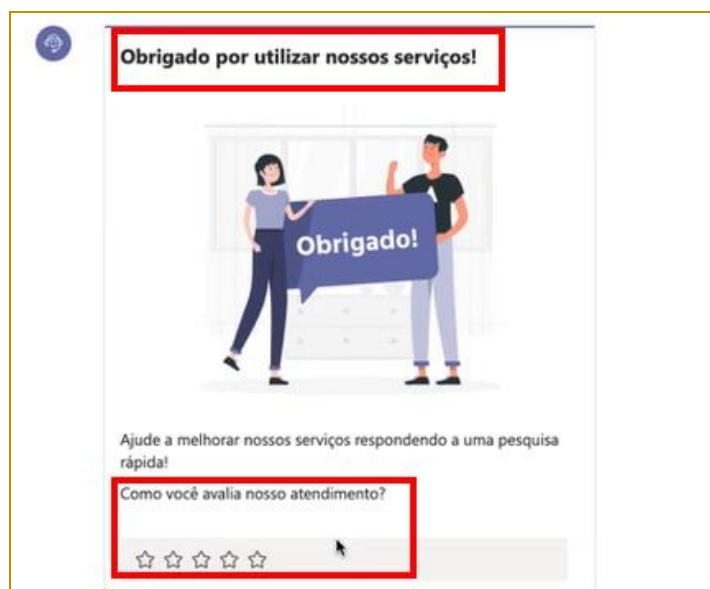 Obrigado por utilizar nossos serviços!
Obrigado!
Ajude a melhorar nossos serviços respondendo a uma pesquisa
rápida!
Como você avalia nosso atendimento?